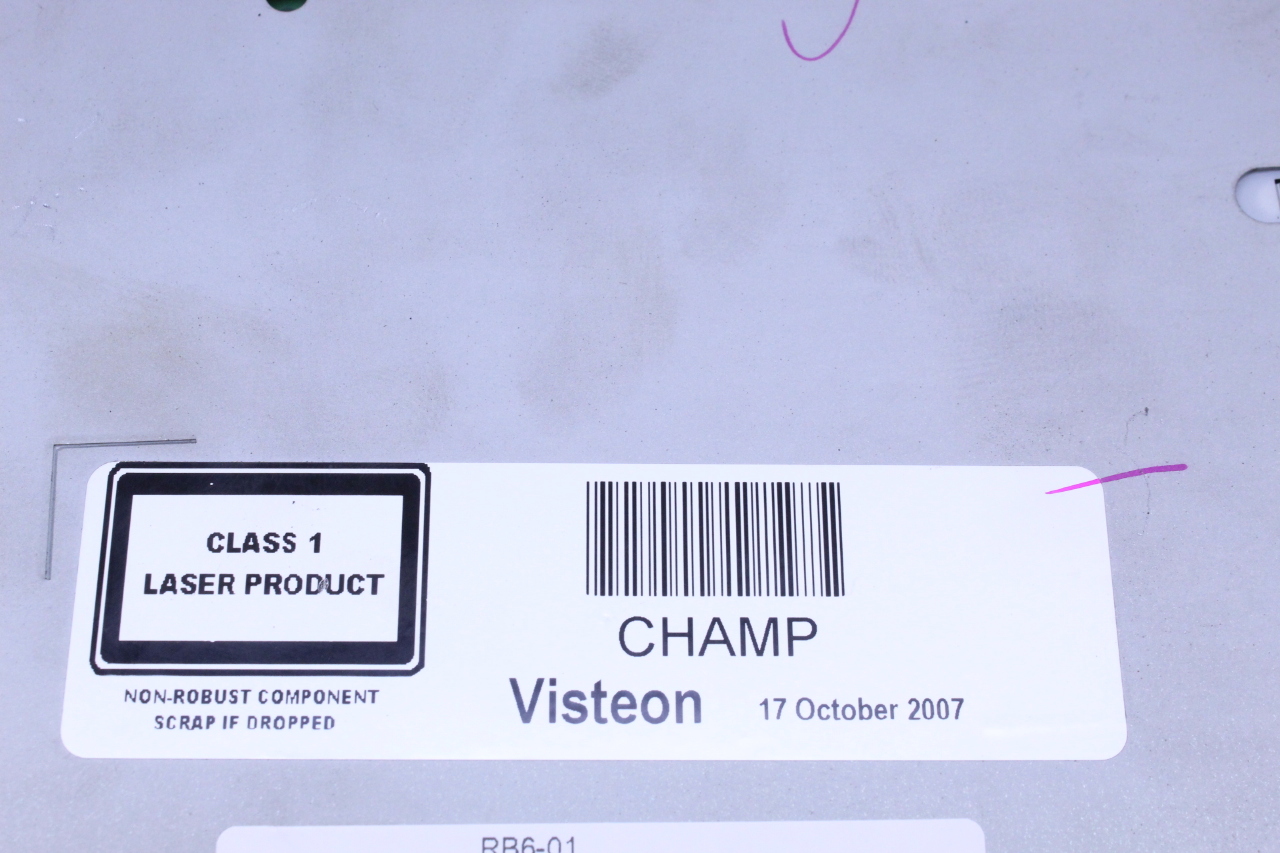 CLASS 1
LASER PRODUCT
NON-ROBUST COMPONENT
SCRAP IF DROPPED
CHAMP
Visteon 17 October 2007
RB6-01